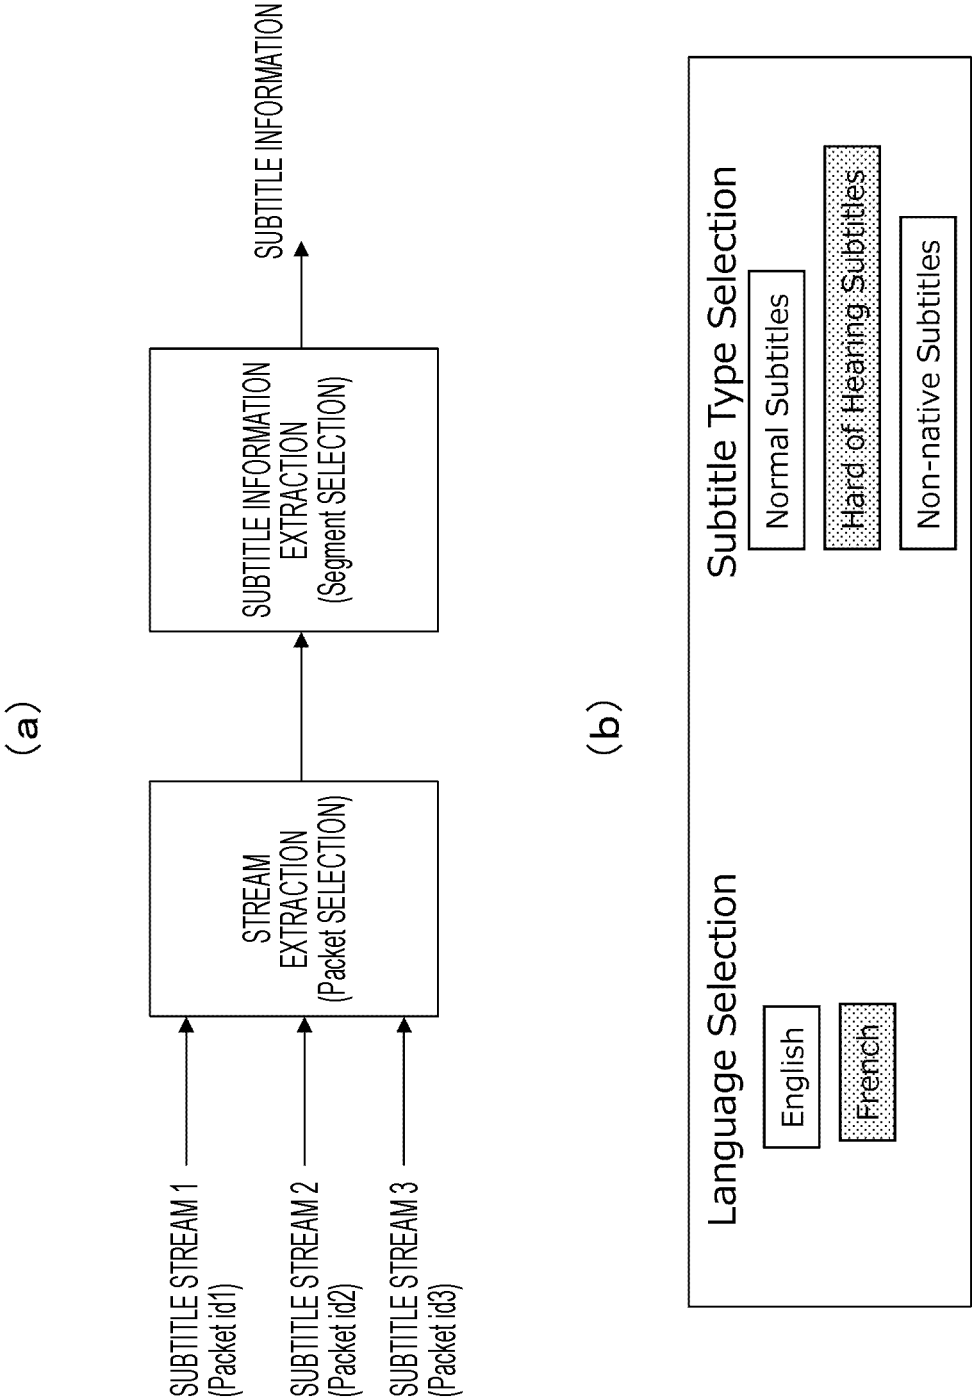 (a)
SUBTITLE STREAM 1
(Packet id1)
SUBTITLE STREAM 2
(Packet id2)
SUBTITLE STREAM 3
(Packet id3)
STREAM
EXTRACTION
(Packet SELECTION)
SUBTITLE INFORMATION
EXTRACTION
(Segment SELECTION)
SUBTITLE INFORMATION
(b)
Language Selection
English
French
Subtitle Type Selection
Normal Subtitles
Hard of Hearing Subtitles
Non-native Subtitles